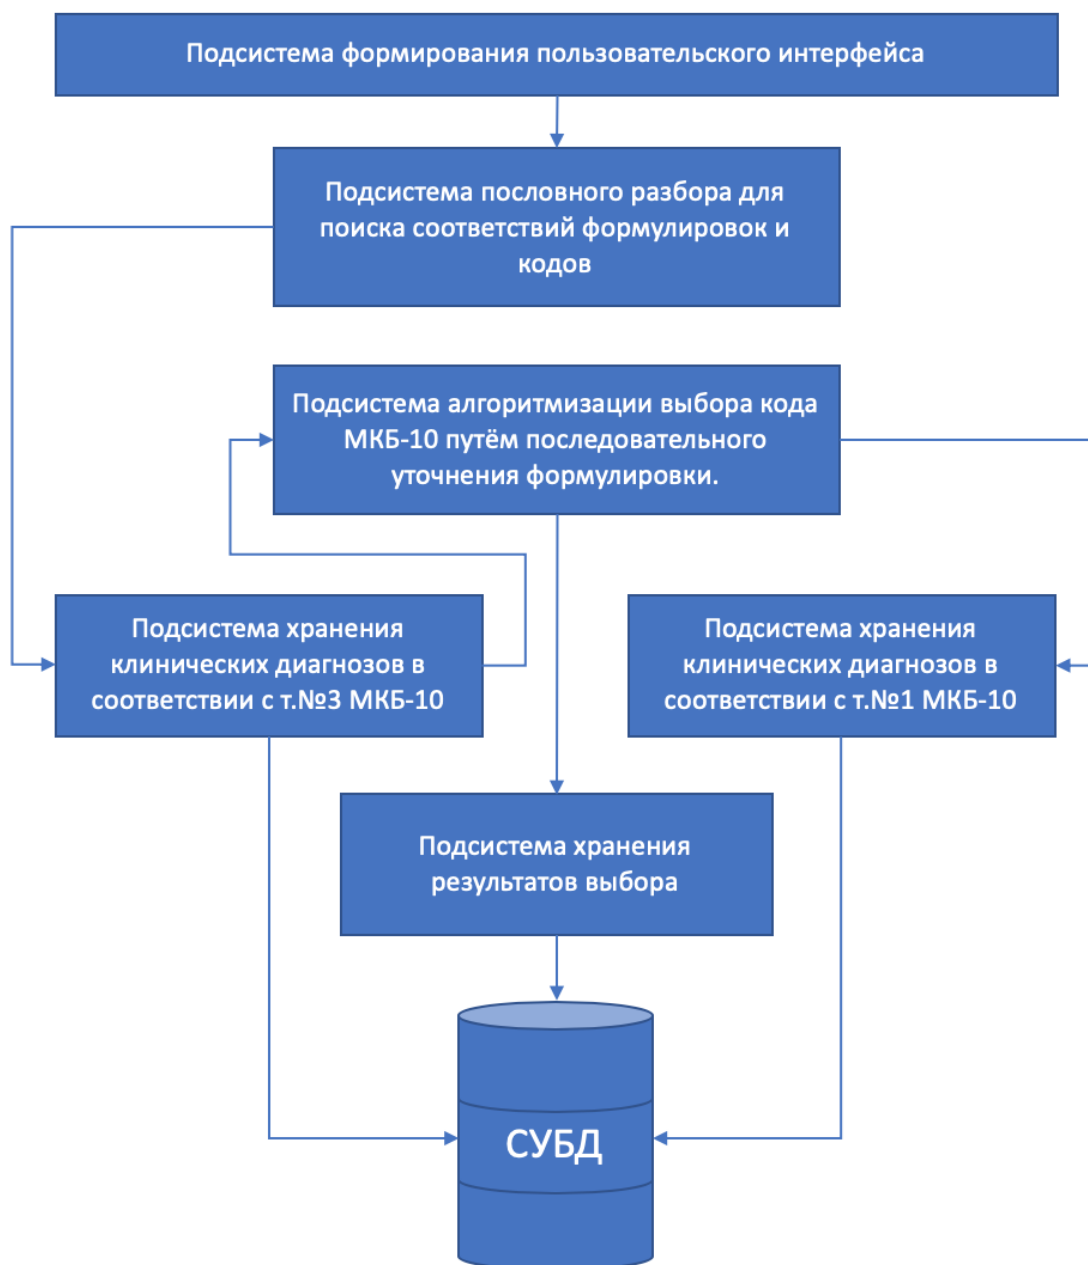 Подсистема формирования пользовательского интерфейса
Подсистема пословного разбора для
поиска соответствий формулировок и
кодов
Подсистема алгоритмизации выбора кода
МКБ-10 путём последовательного
уточнения формулировки.
Подсистема хранения
клинических диагнозов в
соответствии с т.№3 МКБ-10
Подсистема хранения
клинических диагнозов в
соответствии с т.№1 МКБ-10
Подсистема хранения
результатов выбора
СУБД